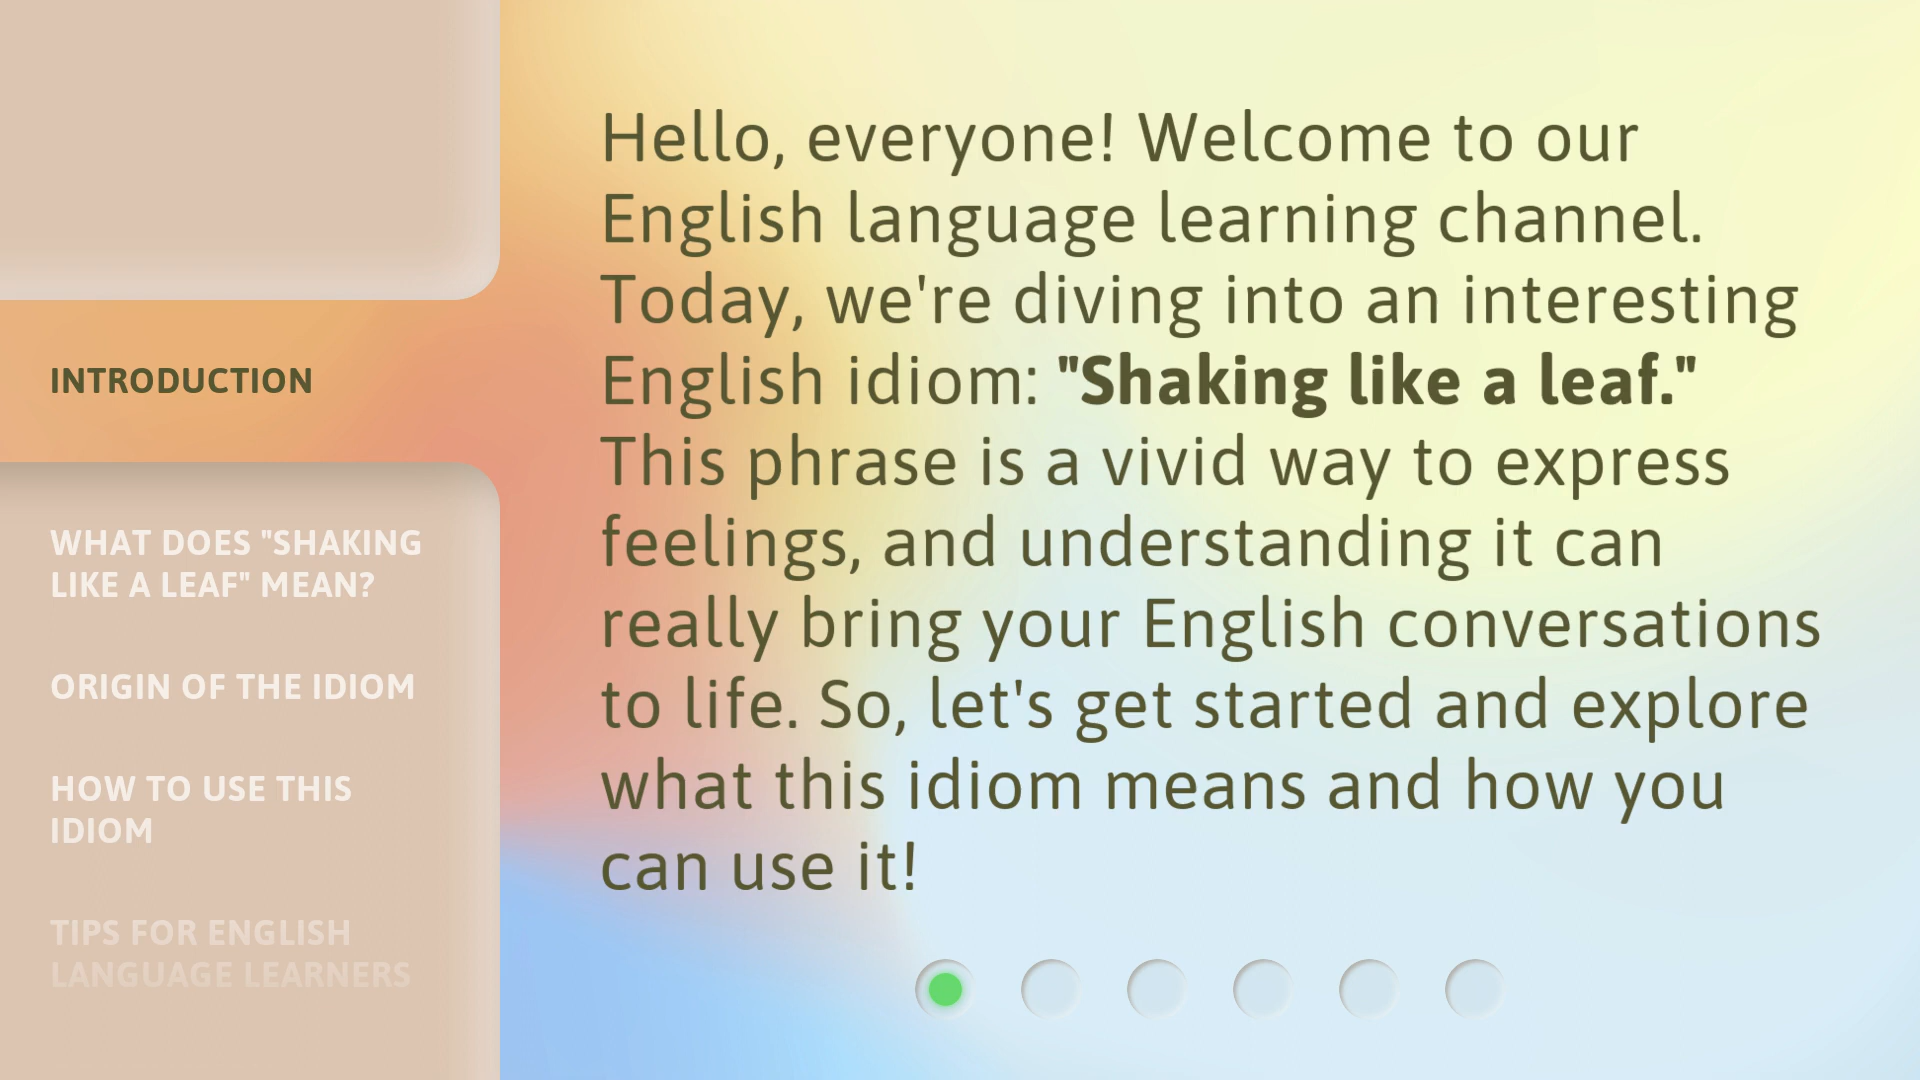 INTRODUCTION
WHAT DOES "SHAKING
LIKE A LEAF" MEAN?
ORIGIN OF THE IDIOM
HOW TO USE THIS
IDIOM
TIPS FOR ENGLISH
LANGUAGE LEARNERS
Hello, everyone! Welcome to our
English language learning channel.
Today, we're diving into an interesting
English idiom: "Shaking like a leaf."
This phrase is a vivid way to express
feelings, and understanding it can
really bring your English conversations
to life. So, let's get started and explore
what this idiom means and how you
can use it!